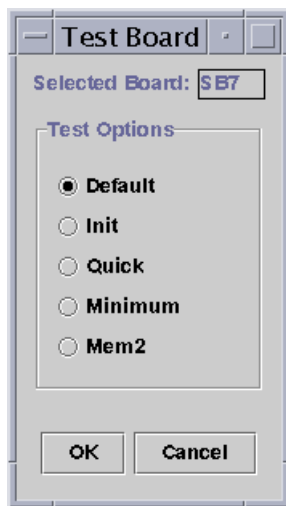 Test Board
Selected Board: SB7
Test Options
Default
Init
Quick
Minimum
Mem2
OK Cancel